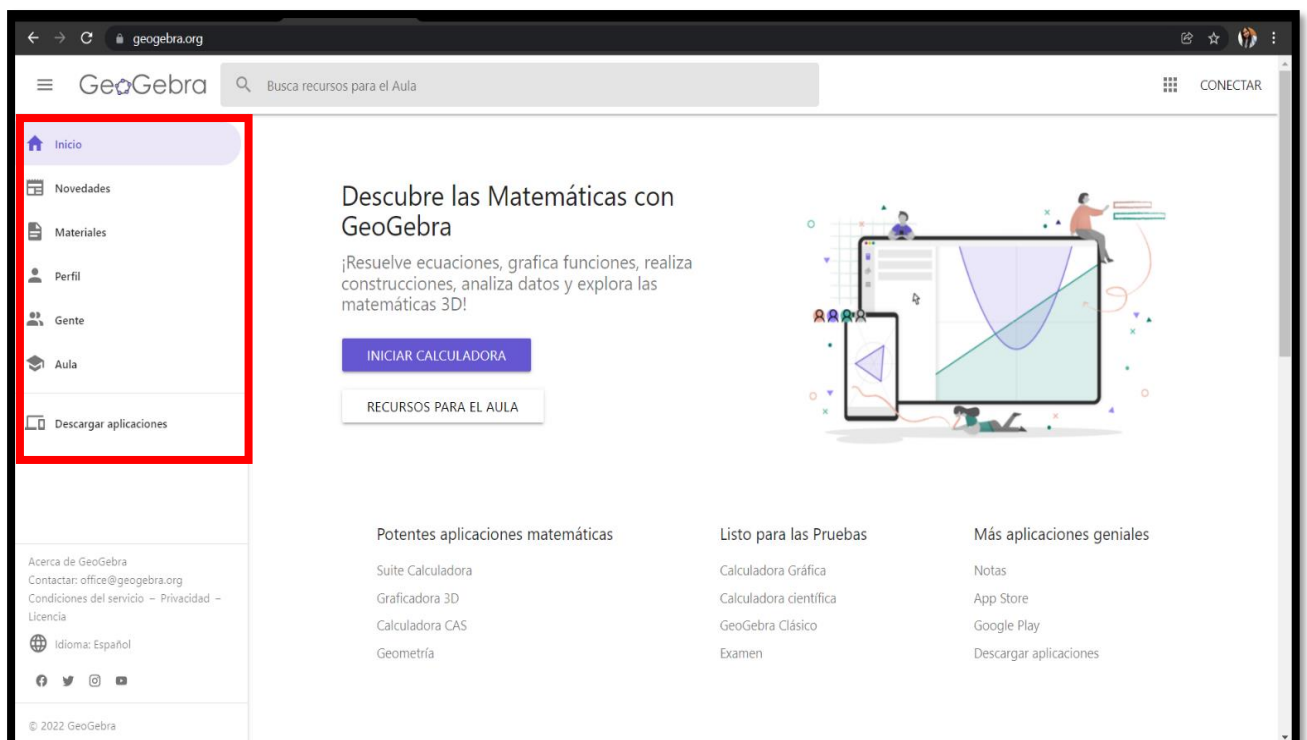 geogebra.org
GeoGebra
Busca recursos para el Aula
CONECTAR
Inicio
Novedades
Materiales
Perfil
Gente
Aula
Descargar aplicaciones
Descubre las Matemáticas con
GeoGebra
¡Resuelve ecuaciones, grafica funciones, realiza
construcciones, analiza datos y explora las
matemáticas 3D!
INICIAR CALCULADORA
RECURSOS PARA EL AULA
Potentes aplicaciones matemáticas
Suite Calculadora
Graficadora 3D
Calculadora CAS
Geometría
Listo para las Pruebas
Calculadora Gráfica
Calculadora científica
GeoGebra Clásico
Examen
Más aplicaciones geniales
Notas
App Store
Google Play
Descargar aplicaciones
Acerca de GeoGebra
Contactar: office@geogebra.org
Condiciones del servicio – Privacidad –
Licencia
Idioma: Español
© 2022 GeoGebra